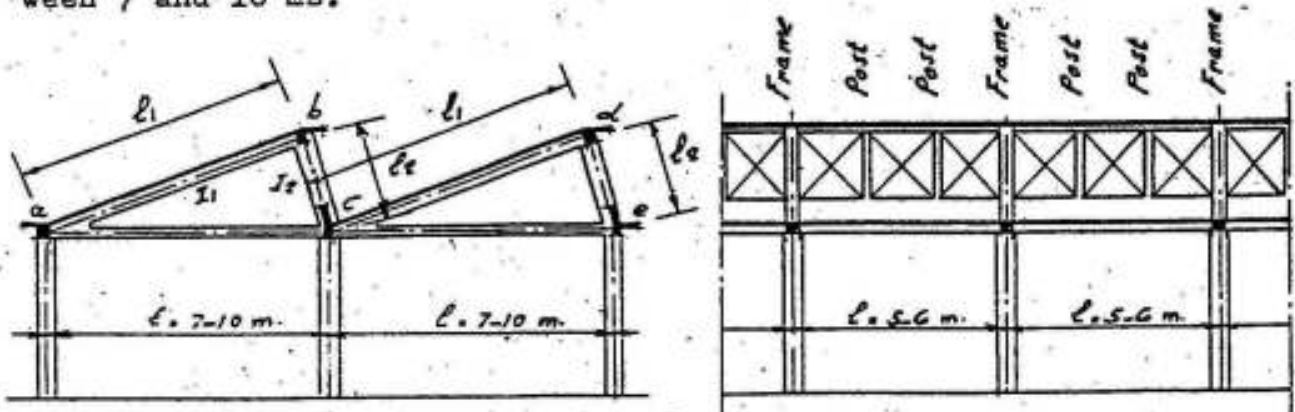 ween 7 and 10 ms.
Frame Post Post Frame Post Post Frame
l1 b l1 d
l2 l2 l2
I1 I2
a c e
l = 7-10 m. l = 7-10 m. l = 5-6 m. l = 5-6 m.